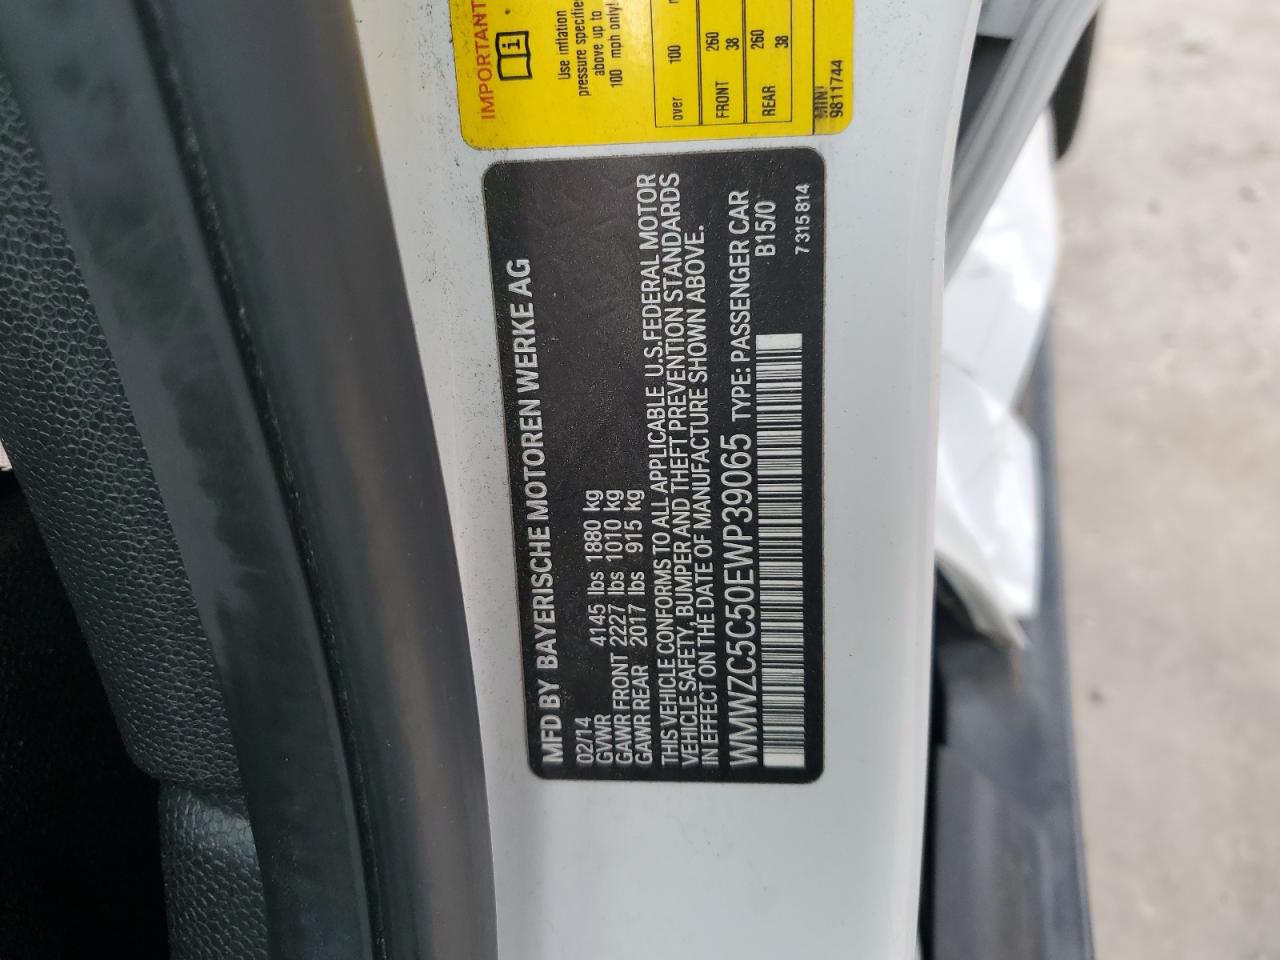 IMPORTANT
Use inflation
pressure specifie
above up to
100 mph only!
over 100
FRONT 260
38
REAR 260
38
MINI
9811744
MFD BY BAYERISCHE MOTOREN WERKE AG
02/14
GVWR 4145 lbs 1880 kg
GAWR FRONT 2227 lbs 1010 kg
GAWR REAR 2017 lbs 915 kg
THIS VEHICLE CONFORMS TO ALL APPLICABLE U.S.FEDERAL MOTOR
VEHICLE SAFETY, BUMPER AND THEFT PREVENTION STANDARDS
IN EFFECT ON THE DATE OF MANUFACTURE SHOWN ABOVE.
WMWZC5C50EWP39065 TYPE: PASSENGER CAR
B15/0
7315814